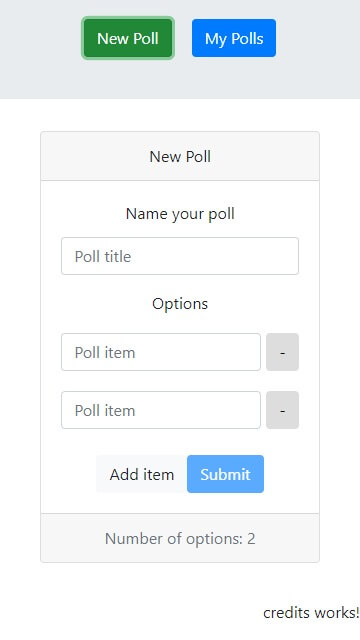 New Poll My Polls
New Poll
Name your poll
Poll title
Options
Poll item -
Poll item -
Add item Submit
Number of options: 2
credits works!